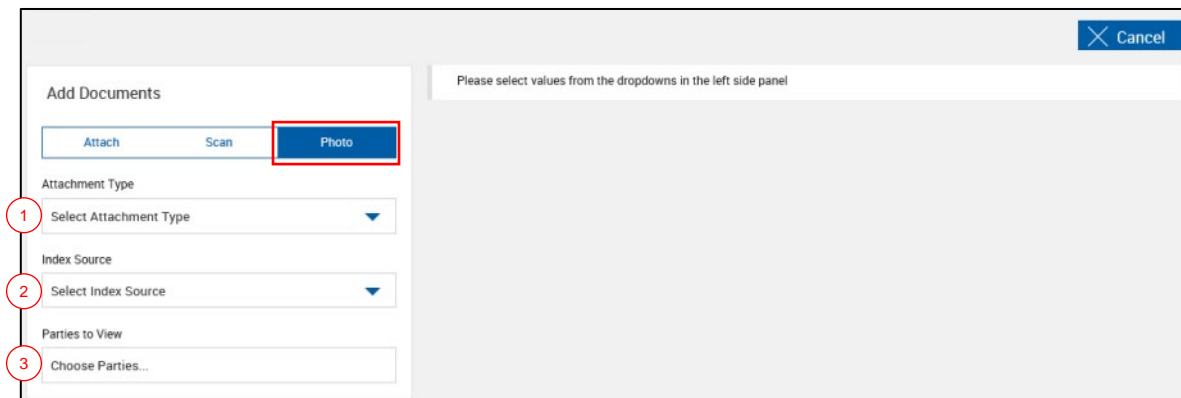 Cancel
Please select values from the dropdowns in the left side panel
Add Documents
Attach Scan Photo
Attachment Type
1 Select Attachment Type
Index Source
2 Select Index Source
Parties to View
3 Choose Parties...